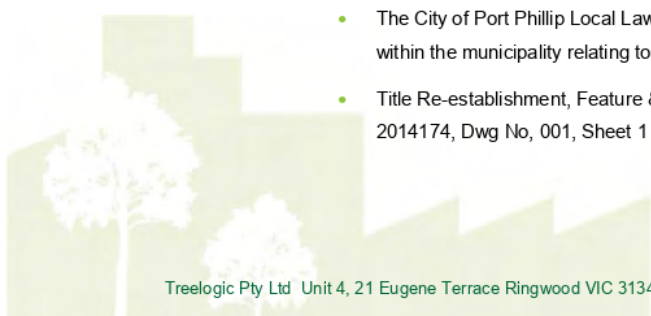 • The City of Port Phillip Local Law
within the municipality relating to
• Title Re-establishment, Feature &
2014174, Dwg No, 001, Sheet 1
Treelogic Pty Ltd Unit 4, 21 Eugene Terrace Ringwood VIC 3134